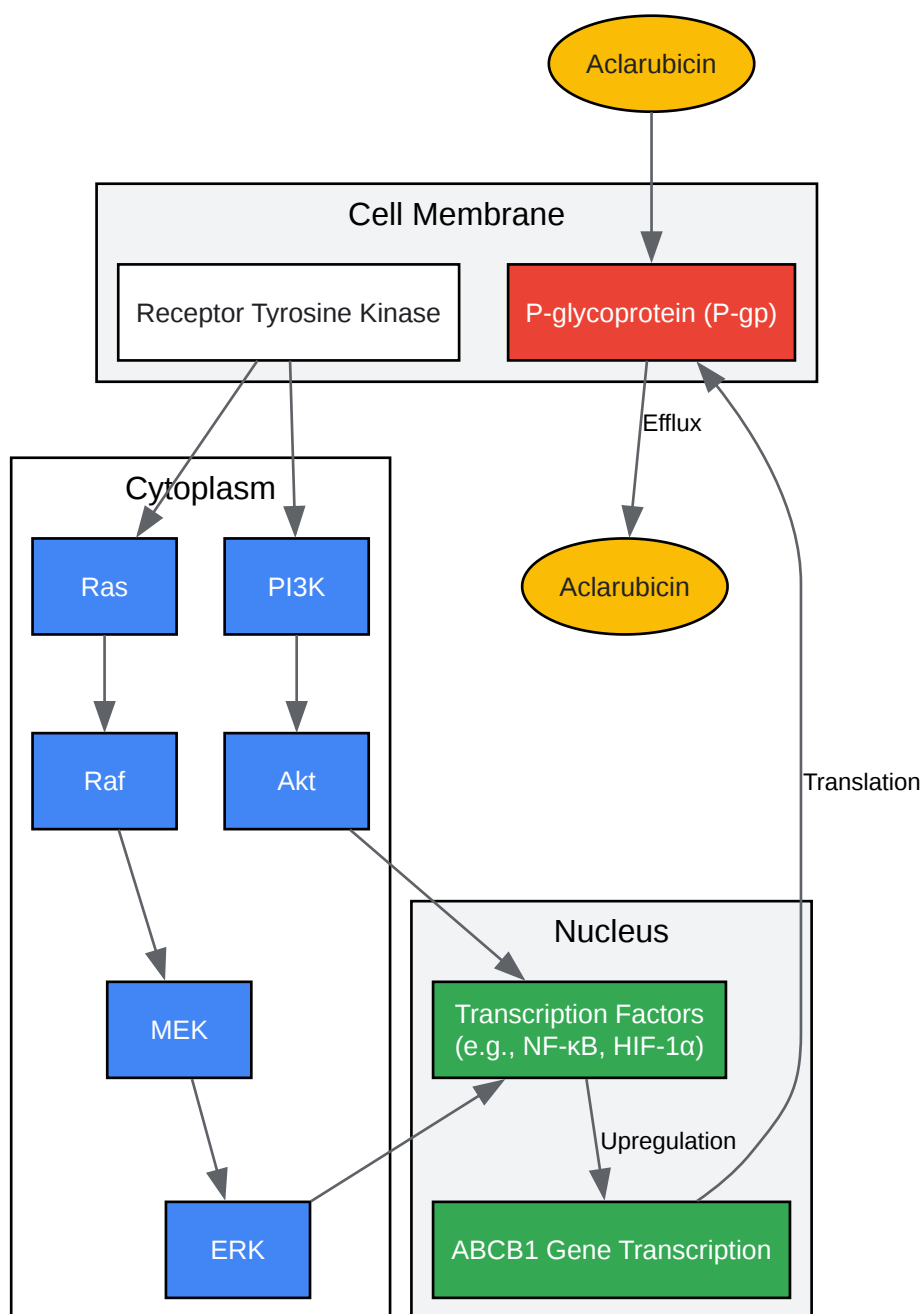 Aclarubicin
Cell Membrane
Receptor Tyrosine Kinase
P-glycoprotein (P-gp)
Efflux
Cytoplasm
Ras
PI3K
Aclarubicin
Raf
Akt
Translation
Nucleus
MEK
Transcription Factors
(e.g., NF-κB, HIF-1α)
Upregulation
ERK
ABCB1 Gene Transcription